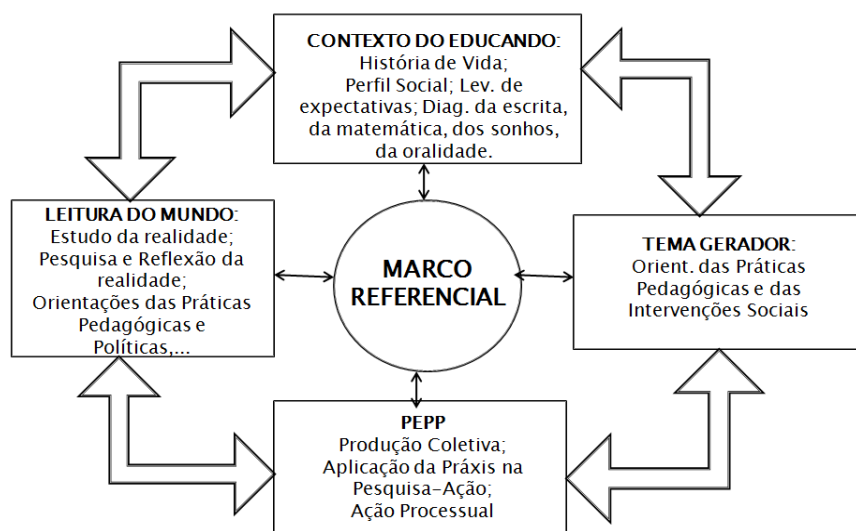 CONTEXTO DO EDUCANDO:
História de Vida;
Perfil Social; Lev. de
expectativas; Diag. da escrita,
da matemática, dos sonhos,
da oralidade.
LEITURA DO MUNDO:
Estudo da realidade;
Pesquisa e Reflexão da
realidade;
Orientações das Práticas
Pedagógicas e
Políticas,...
MARCO
REFERENCIAL
TEMA GERADOR:
Orient. das Práticas
Pedagógicas e das
Intervenções Sociais
PEPP
Produção Coletiva;
Aplicação da Práxis na
Pesquisa-Ação;
Ação Processual